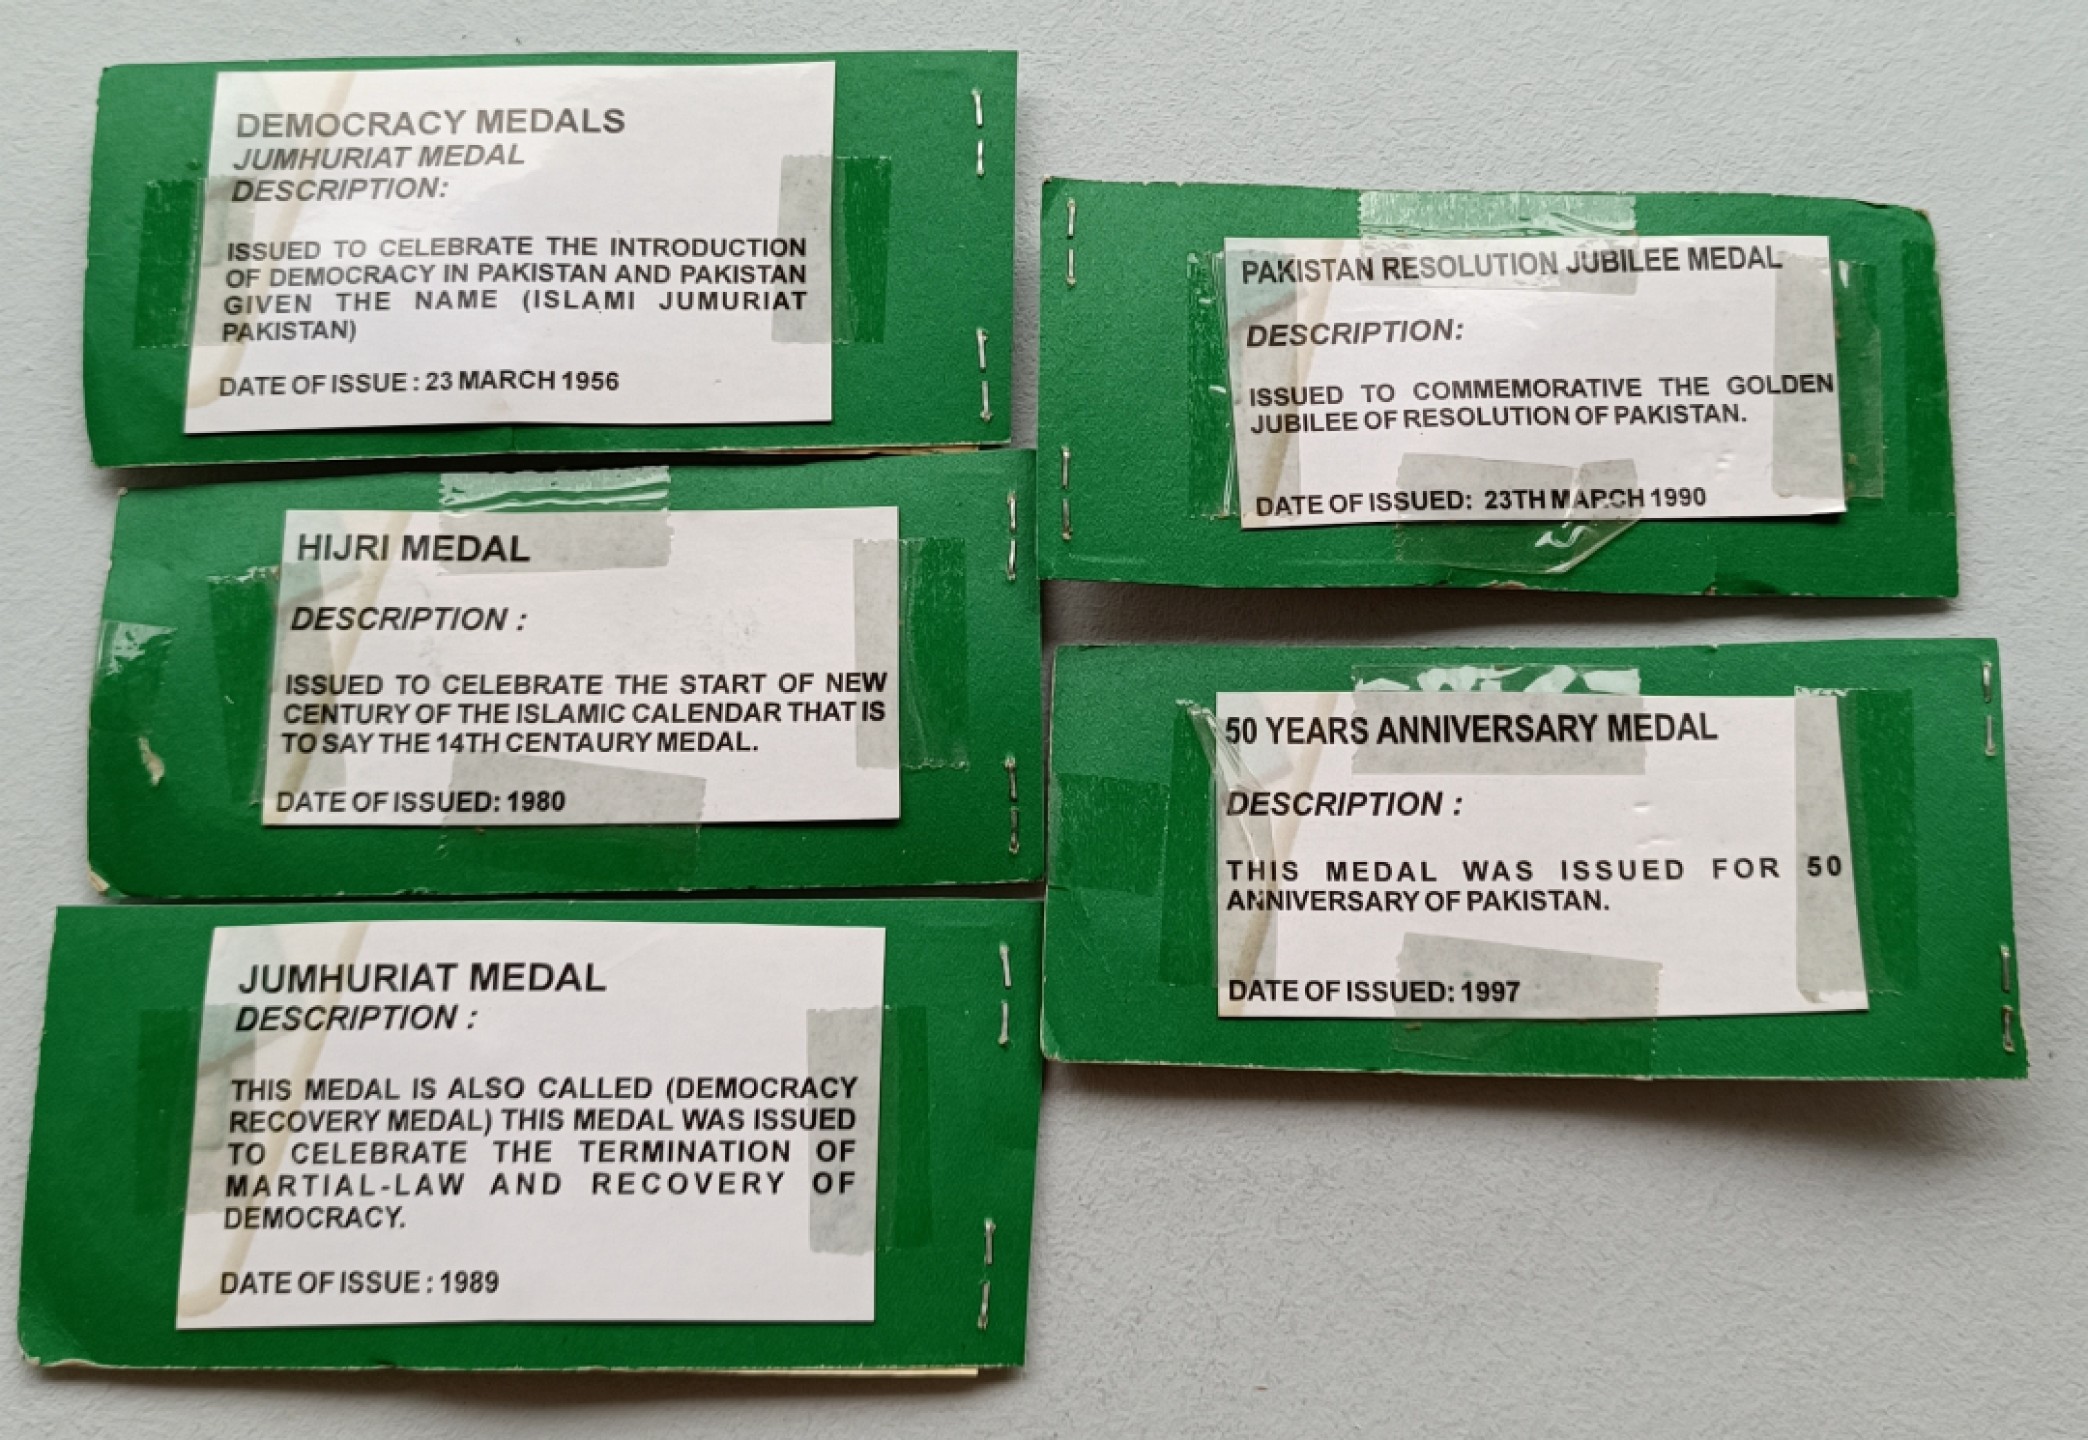 DEMOCRACY MEDALS
JUMHURIAT MEDAL
DESCRIPTION:
ISSUED TO CELEBRATE THE INTRODUCTION
OF DEMOCRACY IN PAKISTAN AND PAKISTAN
GIVEN THE NAME (ISLAMI JUMURIAT
PAKISTAN)
DATE OF ISSUE : 23 MARCH 1956
HIJRI MEDAL
DESCRIPTION :
ISSUED TO CELEBRATE THE START OF NEW
CENTURY OF THE ISLAMIC CALENDAR THAT IS
TO SAY THE 14TH CENTAURY MEDAL.
DATE OF ISSUED: 1980
JUMHURIAT MEDAL
DESCRIPTION :
THIS MEDAL IS ALSO CALLED (DEMOCRACY
RECOVERY MEDAL) THIS MEDAL WAS ISSUED
TO CELEBRATE THE TERMINATION OF
MARTIAL-LAW AND RECOVERY OF
DEMOCRACY.
DATE OF ISSUE : 1989
PAKISTAN RESOLUTION JUBILEE MEDAL
DESCRIPTION:
ISSUED TO COMMEMORATIVE THE GOLDEN
JUBILEE OF RESOLUTION OF PAKISTAN.
DATE OF ISSUED: 23TH MARCH 1990
50 YEARS ANNIVERSARY MEDAL
DESCRIPTION :
THIS MEDAL WAS ISSUED FOR 50
ANNIVERSARY OF PAKISTAN.
DATE OF ISSUED: 1997